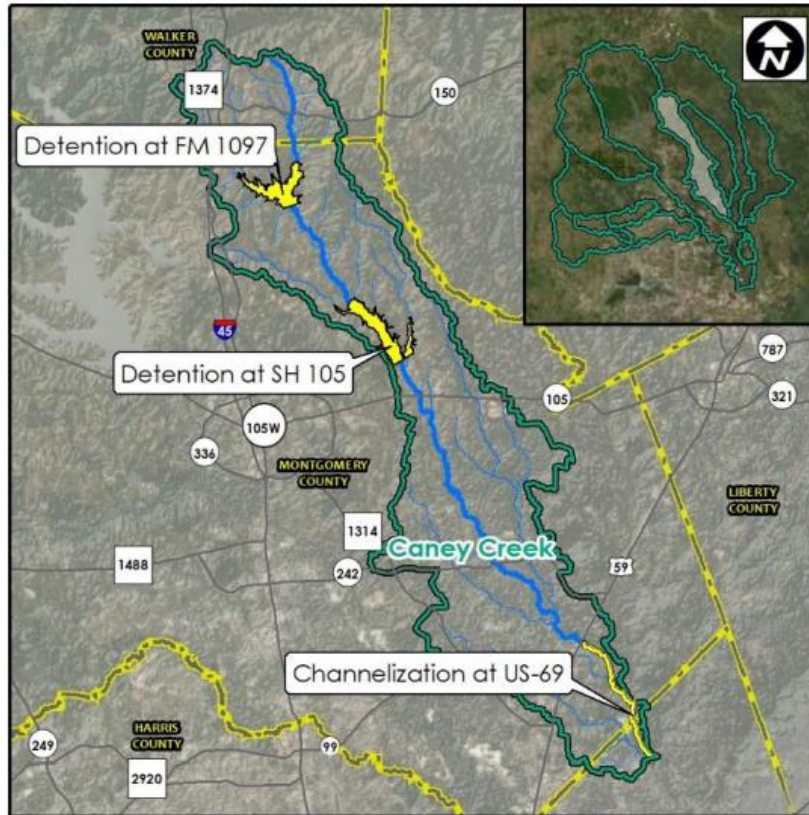 WALKER
COUNTY
N
1374
150
Detention at FM 1097
45
Detention at SH 105
787
321
105
105W
336
MONTGOMERY
COUNTY
LIBERTY
COUNTY
1314
Caney Creek
1488
242
59
Channelization at US-69
HARRIS
COUNTY
249
99
2920